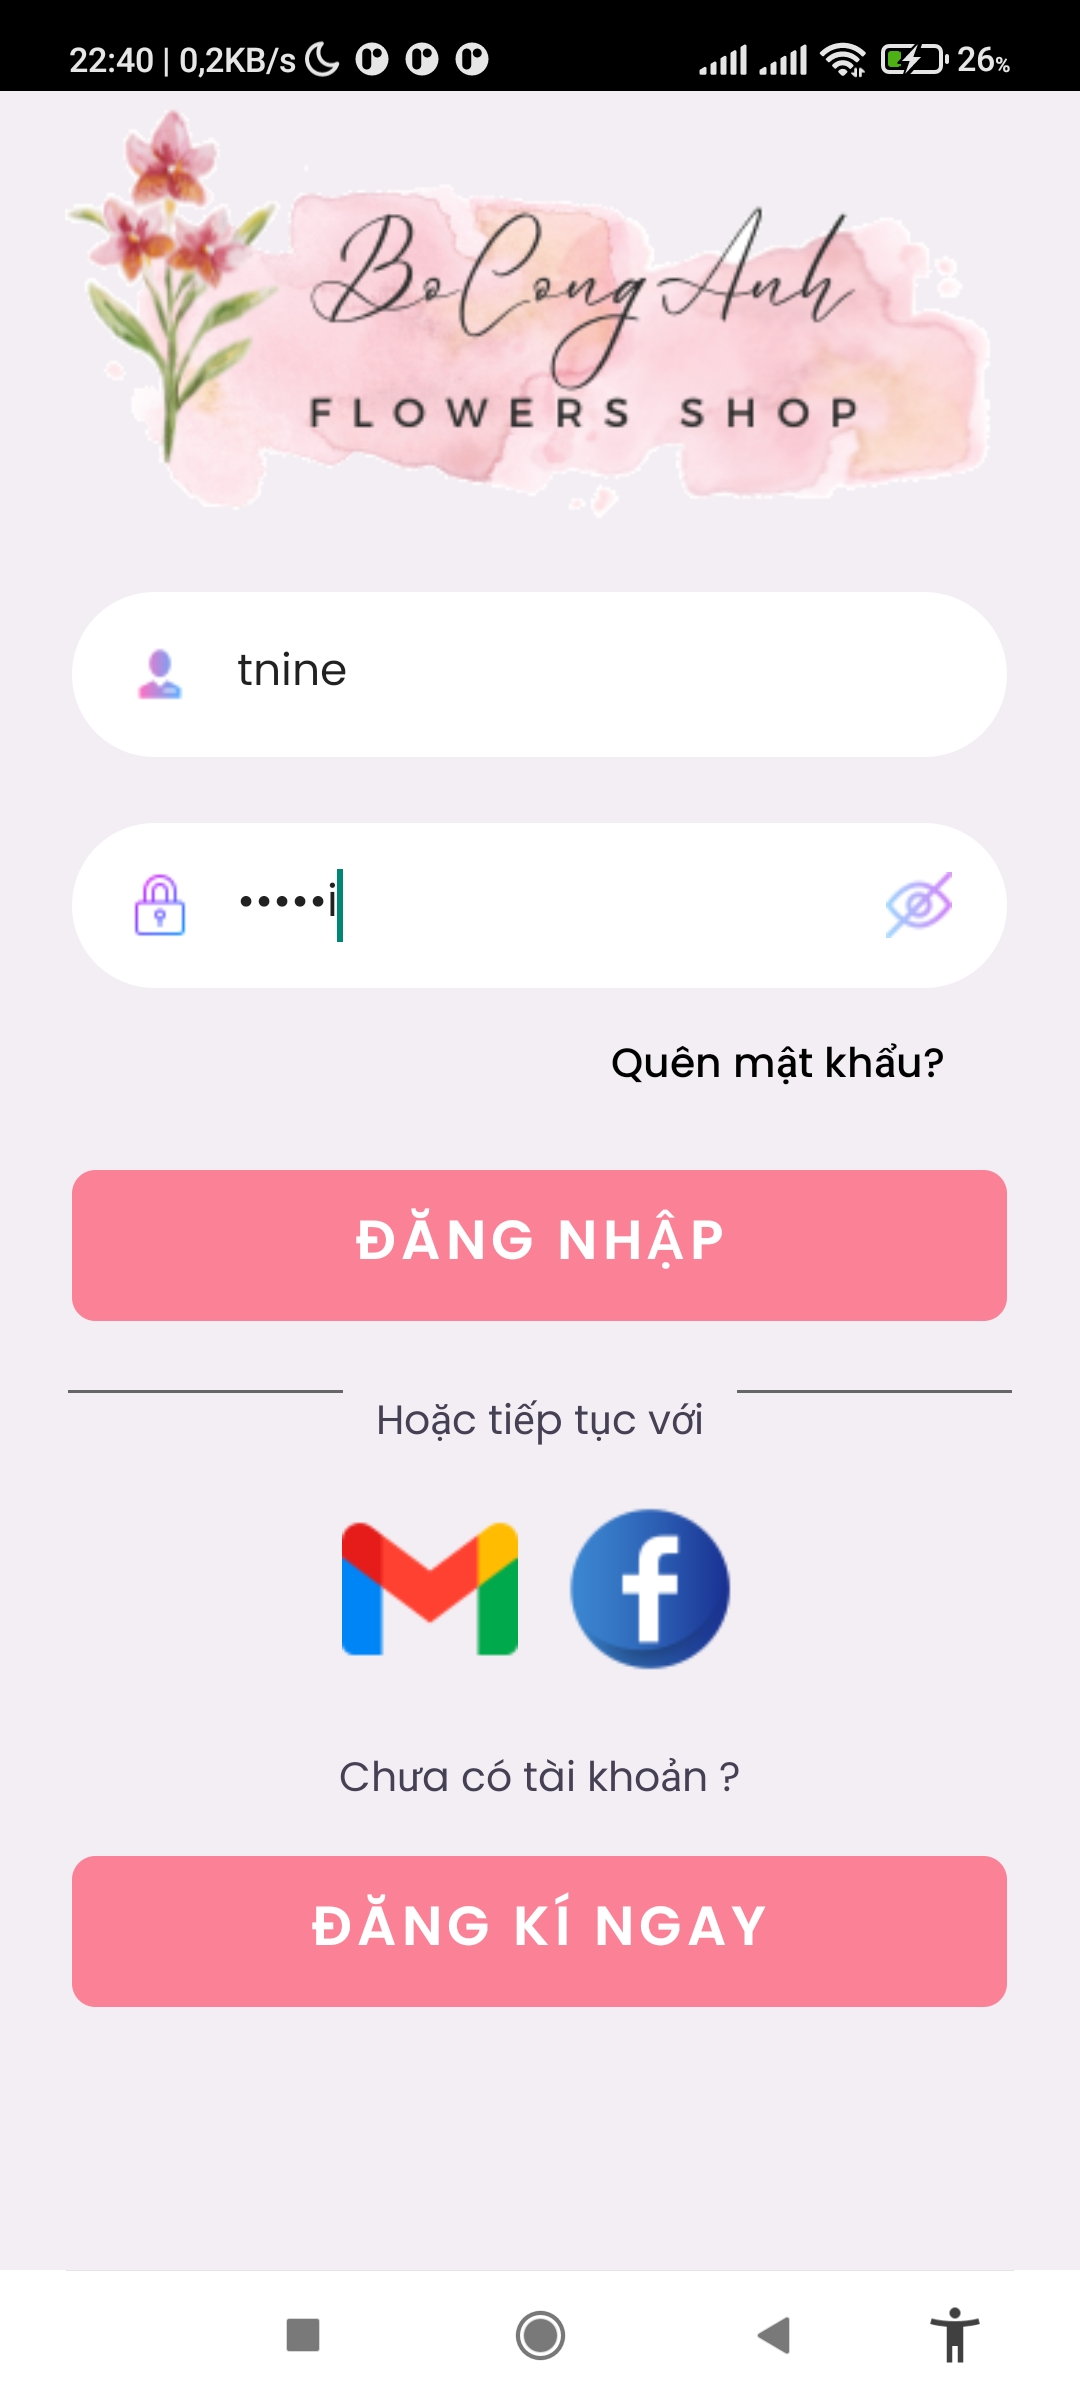 22:40 | 0,2KB/s 26%
BoCongAnh
FLOWERS SHOP
tnine
•••••i
Quên mật khẩu?
ĐĂNG NHẬP
Hoặc tiếp tục với
Chưa có tài khoản ?
ĐĂNG KÍ NGAY